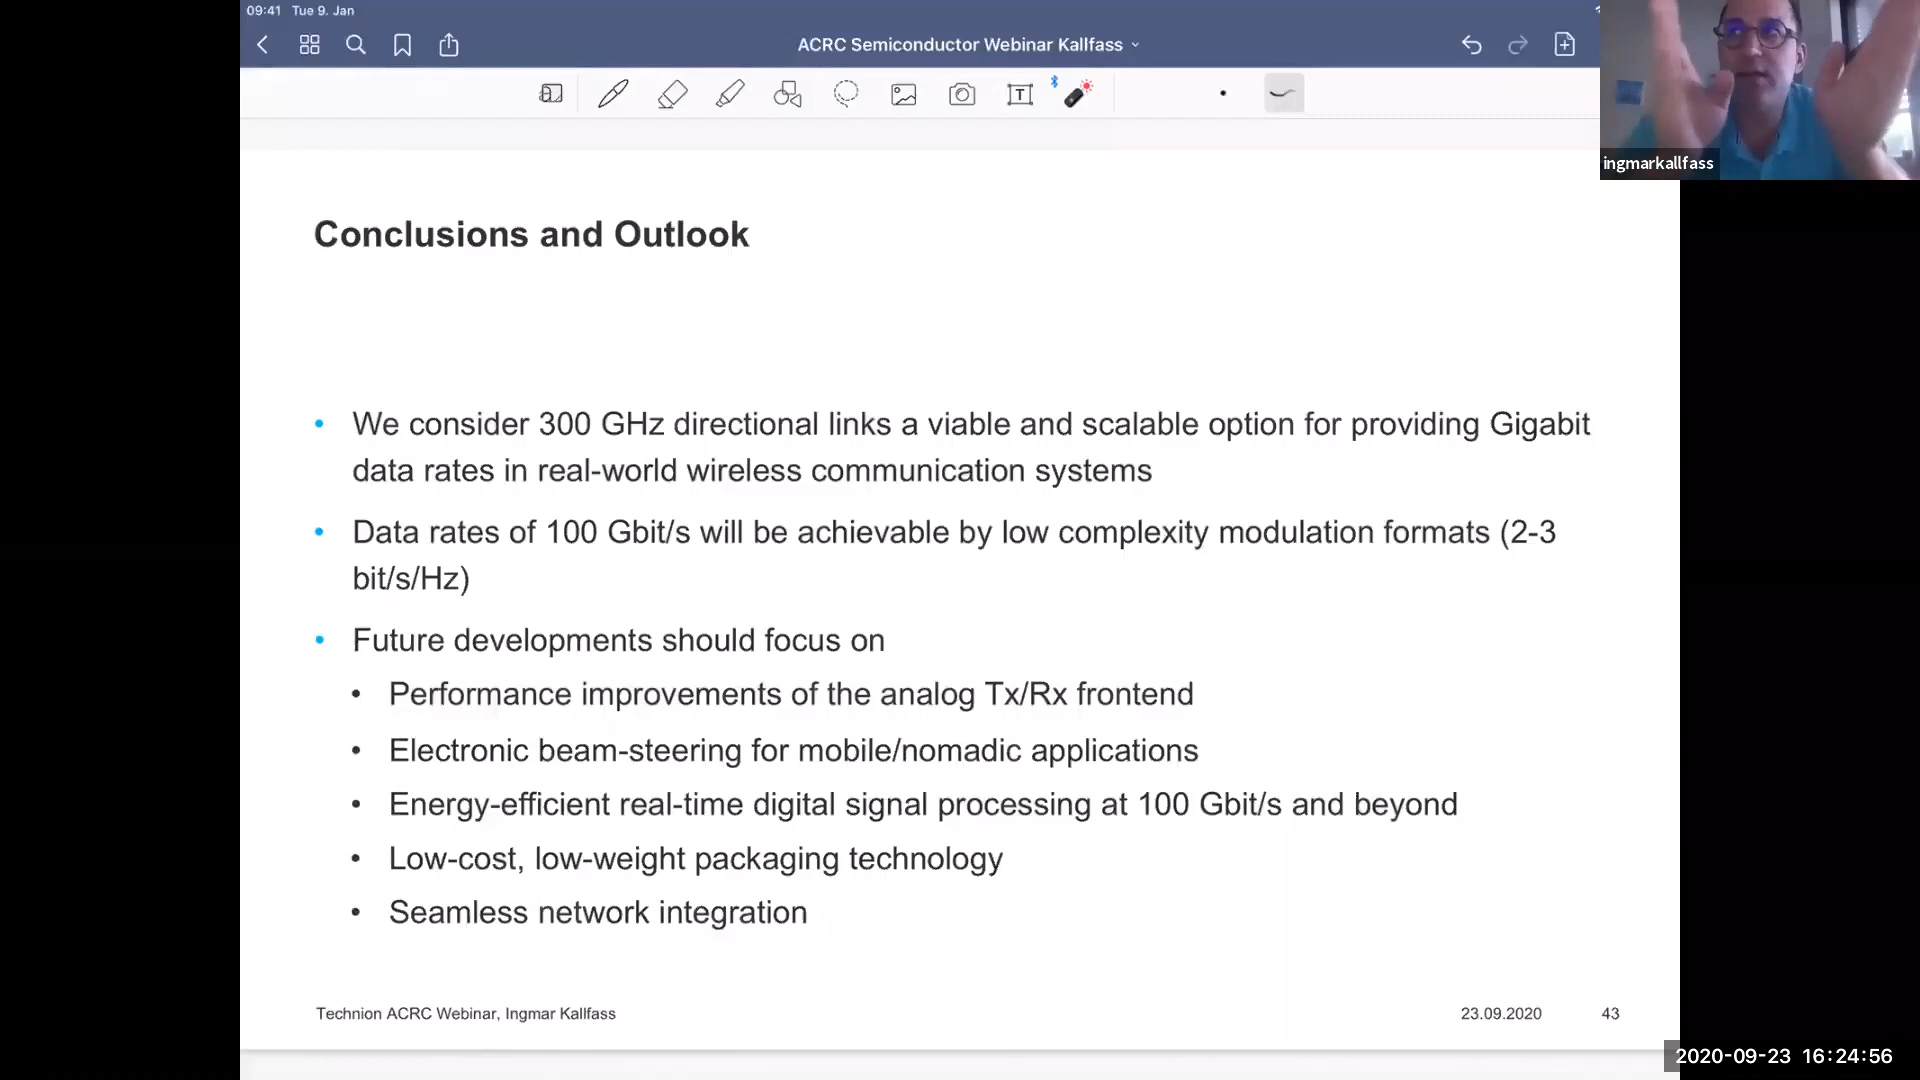 09:41 Tue 9. Jan
ACRC Semiconductor Webinar Kallfass
T
ingmarkallfass
Conclusions and Outlook
• We consider 300 GHz directional links a viable and scalable option for providing Gigabit
data rates in real-world wireless communication systems
• Data rates of 100 Gbit/s will be achievable by low complexity modulation formats (2-3
bit/s/Hz)
• Future developments should focus on
• Performance improvements of the analog Tx/Rx frontend
• Electronic beam-steering for mobile/nomadic applications
• Energy-efficient real-time digital signal processing at 100 Gbit/s and beyond
• Low-cost, low-weight packaging technology
• Seamless network integration
Technion ACRC Webinar, Ingmar Kallfass
23.09.2020 43
2020-09-23 16:24:56